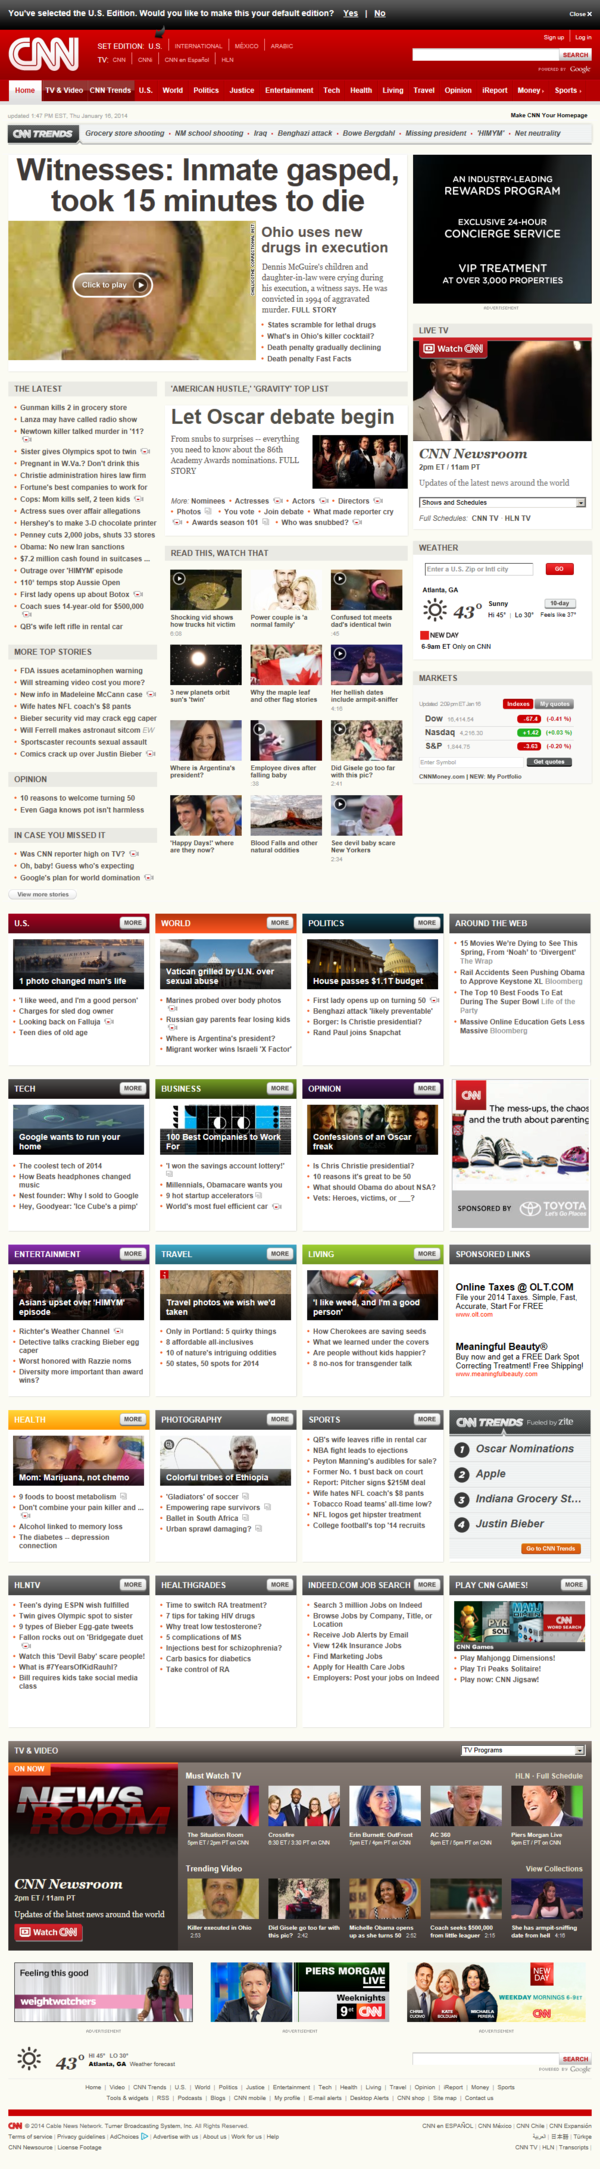 You've selected the U.S. Edition. Would you like to make this your default edition? Yes | No
Close ✕
CNN
SET EDITION: U.S. | INTERNATIONAL | MÉXICO | ARABIC
TV: CNN | CNNi | CNN en Español | HLN
Sign up | Log in
SEARCH
POWERED BY Google
Home TV & Video CNN Trends U.S. World Politics Justice Entertainment Tech Health Living Travel Opinion iReport Money Sports
updated 1:47 PM EST, Thu January 16, 2014
Make CNN Your Homepage
CNN TRENDS Grocery store shooting • NM school shooting • Iraq • Benghazi attack • Bowe Bergdahl • Missing president • 'HIMYM' • Net neutrality
Witnesses: Inmate gasped,
took 15 minutes to die
Click to play
Ohio uses new
drugs in execution
Dennis McGuire's children and
daughter-in-law were crying during
his execution, a witness says. He was
convicted in 1994 of aggravated
murder. FULL STORY
States scramble for lethal drugs
What's in Ohio's killer cocktail?
Death penalty gradually declining
Death penalty Fast Facts
AN INDUSTRY-LEADING
REWARDS PROGRAM
EXCLUSIVE 24-HOUR
CONCIERGE SERVICE
VIP TREATMENT
AT OVER 3,000 PROPERTIES
ADVERTISEMENT
THE LATEST
Gunman kills 2 in grocery store
Lanza may have called radio show
Newtown killer talked murder in '11?
Sister gives Olympics spot to twin
Pregnant in W.Va.? Don't drink this
Christie administration hires law firm
Fortune's best companies to work for
Cops: Mom kills self, 2 teen kids
Actress sues over affair allegations
Hershey's to make 3-D chocolate printer
Penney cuts 2,000 jobs, shuts 33 stores
Obama: No new Iran sanctions
$7.2 million cash found in suitcases ...
Outrage over 'HIMYM' episode
110° temps stop Aussie Open
First lady opens up about Botox
Coach sues 14-year-old for $500,000
QB's wife left rifle in rental car
MORE TOP STORIES
FDA issues acetaminophen warning
Will streaming video cost you more?
New info in Madeleine McCann case
Wife hates NFL coach's $8 pants
Bieber security vid may crack egg caper
Will Ferrell makes astronaut sitcom EW
Sportscaster recounts sexual assault
Comics crack up over Justin Bieber
OPINION
10 reasons to welcome turning 50
Even Gaga knows pot isn't harmless
IN CASE YOU MISSED IT
Was CNN reporter high on TV?
Oh, baby! Guess who's expecting
Google's plan for world domination
View more stories
'AMERICAN HUSTLE,' 'GRAVITY' TOP LIST
Let Oscar debate begin
From snubs to surprises -- everything
you need to know about the 86th
Academy Awards nominations. FULL
STORY
More: Nominees • Actresses • Actors • Directors
• Photos • You vote • Join debate • What made reporter cry
• Awards season 101 • Who was snubbed?
READ THIS, WATCH THAT
Shocking vid shows
how trucks hit victim
Power couple is 'a
normal family'
Confused tot meets
dad's identical twin
:45
3 new planets orbit
sun's 'twin'
Why the maple leaf
and other flag stories
Her hellish dates
include armpit-sniffer
4:16
Where is Argentina's
president?
Employee dives after
falling baby
:38
Did Gisele go too far
with this pic?
2:41
'Happy Days!' where
are they now?
Blood Falls and other
natural oddities
See devil baby scare
New Yorkers
2:34
LIVE TV
Watch CNN
CNN Newsroom
2pm ET / 11am PT
Updates of the latest news around the world
Shows and Schedules
Full Schedules: CNN TV • HLN TV
WEATHER
Enter a U.S. Zip or Intl city
GO
Atlanta, GA
43° Sunny
Hi 45° Lo 30°
10-day
Feels like 37°
NEW DAY
6-9am ET Only on CNN
MARKETS
Updated 2:09pm ET Jan 16
Indexes My quotes
Dow 16,414.54 -67.4 (-0.41 %)
Nasdaq 4,216.30 +1.42 (+0.03 %)
S&P 1,844.75 -3.63 (-0.20 %)
Enter Symbol Get quotes
CNNMoney.com | NEW: My Portfolio
U.S. MORE
1 photo changed man's life
'I like weed, and I'm a good person'
Charges for sled dog owner
Looking back on Falluja
Teen dies of old age
WORLD MORE
Vatican grilled by U.N. over
sexual abuse
Marines probed over body photos
Russian gay parents fear losing kids
Where is Argentina's president?
Migrant worker wins Israeli 'X Factor'
POLITICS MORE
House passes $1.1T budget
First lady opens up on turning 50
Benghazi attack 'likely preventable'
Borger: Is Christie presidential?
Rand Paul joins Snapchat
AROUND THE WEB
15 Movies We're Dying to See This
Spring, From 'Noah' to 'Divergent'
The Wrap
Rail Accidents Seen Pushing Obama
to Approve Keystone XL Bloomberg
The Top 10 Best Foods To Eat
During The Super Bowl Life of the
Party
Massive Online Education Gets Less
Massive Bloomberg
TECH MORE
Google wants to run your
home
The coolest tech of 2014
How Beats headphones changed
music
Nest founder: Why I sold to Google
Hey, Goodyear: 'Ice Cube's a pimp'
BUSINESS MORE
100 Best Companies to Work
For
'I won the savings account lottery!'
Millennials, Obamacare wants you
9 hot startup accelerators
World's most fuel efficient car
OPINION MORE
Confessions of an Oscar
freak
Is Chris Christie presidential?
10 reasons it's great to be 50
What should Obama do about NSA?
Vets: Heroes, victims, or ___?
CNN
The mess-ups, the chaos
and the truth about parenting
SPONSORED BY TOYOTA
Let's Go Places
ENTERTAINMENT MORE
Asians upset over 'HIMYM'
episode
Richter's Weather Channel
Detective talks cracking Bieber egg
caper
Worst honored with Razzie noms
Diversity more important than award
wins?
TRAVEL MORE
Travel photos we wish we'd
taken
Only in Portland: 5 quirky things
8 affordable all-inclusives
10 of nature's intriguing oddities
50 states, 50 spots for 2014
LIVING MORE
'I like weed, and I'm a good
person'
How Cherokees are saving seeds
What we learned under the covers
Are people without kids happier?
8 no-nos for transgender talk
SPONSORED LINKS
Online Taxes @ OLT.COM
File your 2014 Taxes. Simple, Fast,
Accurate, Start For FREE
www.olt.com
Meaningful Beauty®
Buy now and get a FREE Dark Spot
Correcting Treatment! Free Shipping!
www.meaningfulbeauty.com
HEALTH MORE
Mom: Marijuana, not chemo
9 foods to boost metabolism
Don't combine your pain killer and ...
Alcohol linked to memory loss
The diabetes -- depression
connection
PHOTOGRAPHY MORE
Colorful tribes of Ethiopia
'Gladiators' of soccer
Empowering rape survivors
Ballet in South Africa
Urban sprawl damaging?
SPORTS MORE
QB's wife leaves rifle in rental car
NBA fight leads to ejections
Peyton Manning's audibles for sale?
Former No. 1 bust back on court
Report: Pitcher signs $215M deal
Wife hates NFL coach's $8 pants
Tobacco Road teams' all-time low?
NFL logos get hipster treatment
College football's top '14 recruits
CNN TRENDS Fueled by zite
1 Oscar Nominations
2 Apple
3 Indiana Grocery St...
4 Justin Bieber
Go to CNN Trends
HLNTV MORE
Teen's dying ESPN wish fulfilled
Twin gives Olympic spot to sister
9 types of Bieber Egg-gate tweets
Fallon rocks out on 'Bridgegate duet
Watch this 'Devil Baby' scare people!
What is #7YearsOfKidRauhl?
Bill requires kids take social media
class
HEALTHGRADES MORE
Time to switch RA treatment?
7 tips for taking HIV drugs
Why treat low testosterone?
5 complications of MS
Injections best for schizophrenia?
Carb basics for diabetics
Take control of RA
INDEED.COM JOB SEARCH MORE
Search 3 million Jobs on Indeed
Browse Jobs by Company, Title, or
Location
Receive Job Alerts by Email
View 124k Insurance Jobs
Find Marketing Jobs
Apply for Health Care Jobs
Employers: Post your jobs on Indeed
PLAY CNN GAMES! MORE
CNN Games
CNN WORD SEARCH
Play Mahjongg Dimensions!
Play Tri Peaks Solitaire!
Play now: CNN Jigsaw!
TV & VIDEO
TV Programs
ON NOW
NEWS
ROOM
CNN Newsroom
2pm ET / 11am PT
Updates of the latest news around the world
Watch CNN
Must Watch TV
HLN - Full Schedule
The Situation Room
5pm ET / 2pm PT on CNN
Crossfire
6:30 ET / 3:30 PT on CNN
Erin Burnett: OutFront
7pm ET / 4pm PT on CNN
AC 360
8pm ET / 5pm PT on CNN
Piers Morgan Live
9pm ET / PT on CNN
Trending Video
View Collections
Killer executed in Ohio
2:53
Did Gisele go too far with
this pic? 2:42
Michelle Obama opens
up as she turns 50 2:52
Coach seeks $500,000
from little leaguer 2:15
She has armpit-sniffing
date from hell 4:16
Feeling this good
weightwatchers
ADVERTISEMENT
PIERS MORGAN
LIVE
Weeknights
9 ET CNN
ADVERTISEMENT
CHRIS CUOMO
KATE BOLDUAN
MICHAELA PEREIRA
NEW DAY
WEEKDAY MORNINGS 6-9ET
CNN
ADVERTISEMENT
43° HI 45° LO 30°
Atlanta, GA Weather forecast
SEARCH
POWERED BY Google
Home | Video | CNN Trends | U.S. | World | Politics | Justice | Entertainment | Tech | Health | Living | Travel | Opinion | iReport | Money | Sports
Tools & widgets | RSS | Podcasts | Blogs | CNN mobile | My profile | E-mail alerts | Desktop Alerts | CNN shop | Site map | Contact us
CNN © 2014 Cable News Network. Turner Broadcasting System, Inc. All Rights Reserved.
Terms of service | Privacy guidelines | AdChoices | Advertise with us | About us | Work for us | Help
CNN Newsource | License Footage
CNN en ESPAÑOL | CNN México | CNN Chile | CNN Expansión
العربية | 日本語 | Türkçe
CNN TV | HLN | Transcripts |